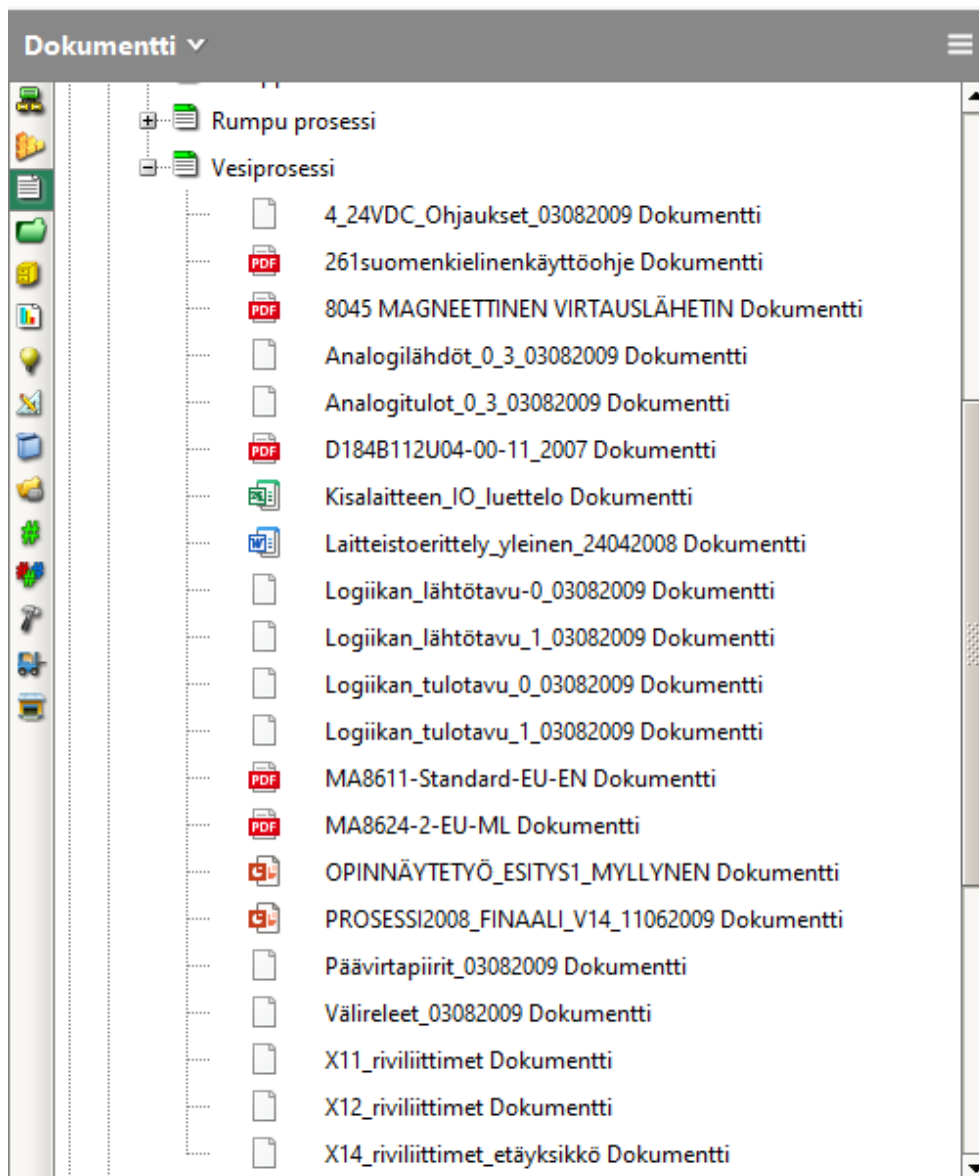 Dokumentti
Rumpu prosessi
Vesiprosessi
4_24VDC_Ohjaukset_03082009 Dokumentti
PDF 261suomenkielinenkäyttöohje Dokumentti
PDF 8045 MAGNEETTINEN VIRTAUSLÄHETIN Dokumentti
Analogilähdöt_0_3_03082009 Dokumentti
Analogitulot_0_3_03082009 Dokumentti
PDF D184B112U04-00-11_2007 Dokumentti
Kisalaitteen_IO_luettelo Dokumentti
Laitteistoerittely_yleinen_24042008 Dokumentti
Logiikan_lähtötavu-0_03082009 Dokumentti
Logiikan_lähtötavu_1_03082009 Dokumentti
Logiikan_tulotavu_0_03082009 Dokumentti
Logiikan_tulotavu_1_03082009 Dokumentti
PDF MA8611-Standard-EU-EN Dokumentti
PDF MA8624-2-EU-ML Dokumentti
OPINNÄYTETYÖ_ESITYS1_MYLLYNEN Dokumentti
PROSESSI2008_FINAALI_V14_11062009 Dokumentti
Päävirtapiirit_03082009 Dokumentti
Välireleet_03082009 Dokumentti
X11_riviliittimet Dokumentti
X12_riviliittimet Dokumentti
X14_riviliittimet_etäyksikkö Dokumentti